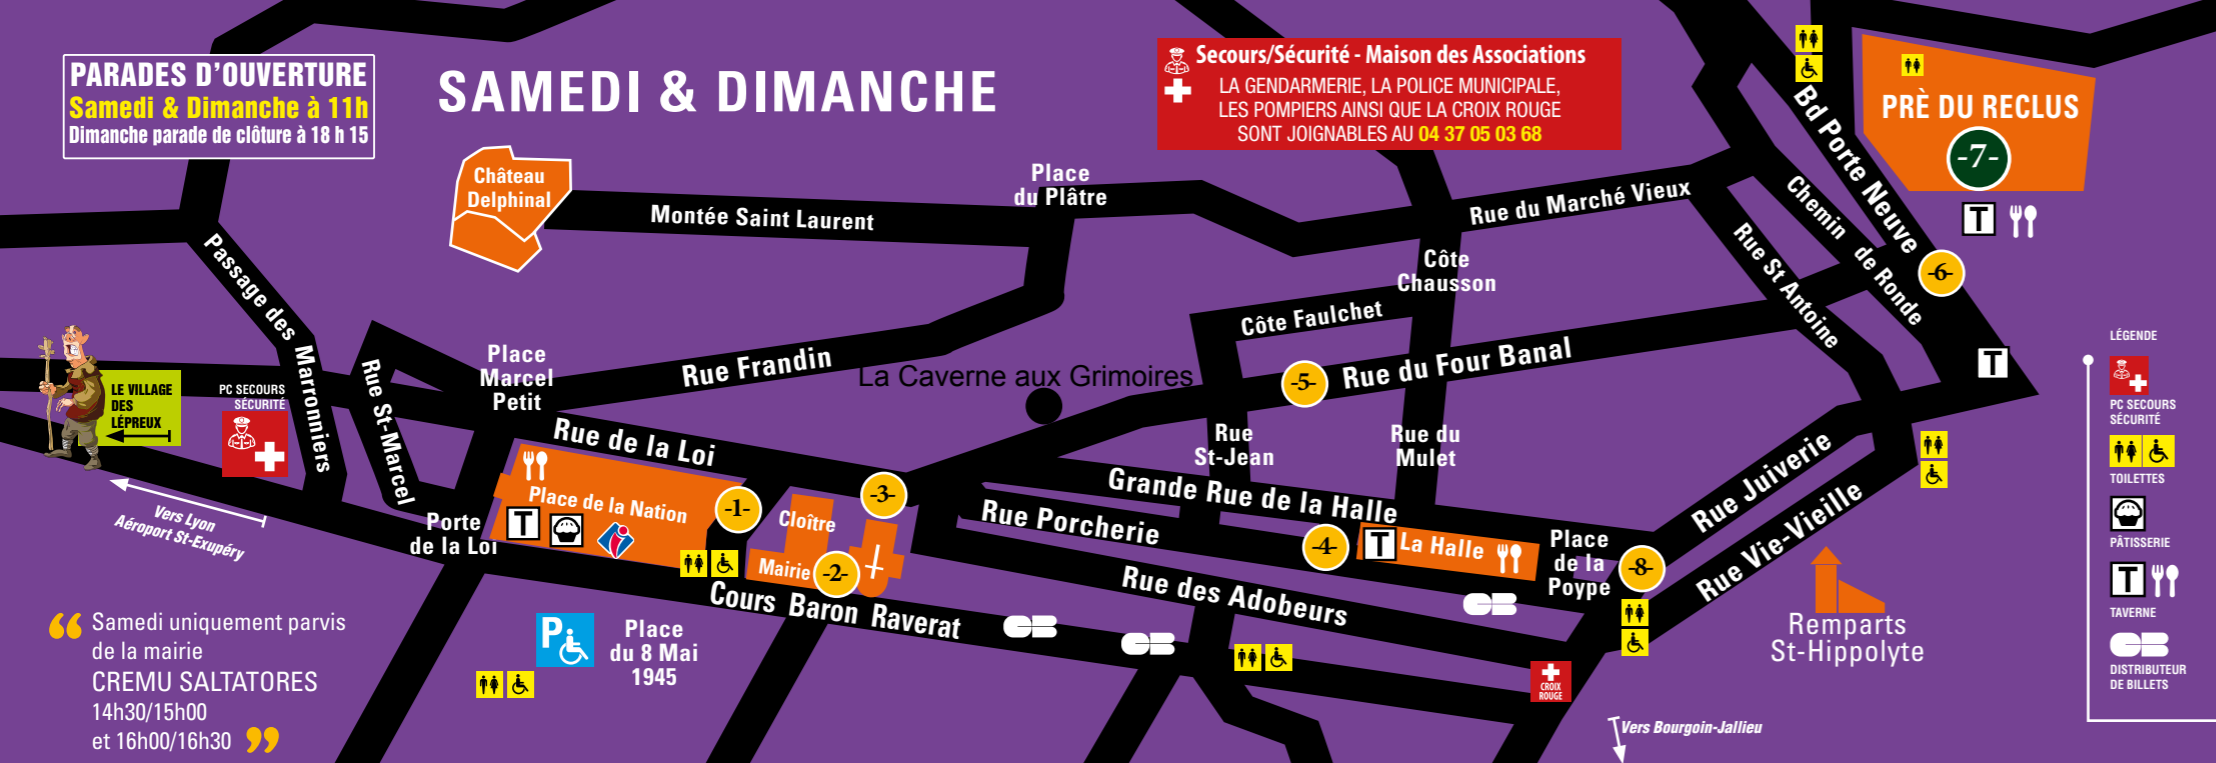 PARADES D'OUVERTURE
Samedi & Dimanche à 11h
Dimanche parade de clôture à 18 h 15
SAMEDI & DIMANCHE
Secours/Sécurité - Maison des Associations
LA GENDARMERIE, LA POLICE MUNICIPALE,
LES POMPIERS AINSI QUE LA CROIX ROUGE
SONT JOIGNABLES AU 04 37 05 03 68
PRÈ DU RECLUS
-7-
T
Bd Porte Neuve
Chemin de Ronde
-6-
Château
Delphinal
Montée Saint Laurent
Place
du Plâtre
Rue du Marché Vieux
Rue St Antoine
Côte
Chausson
Côte Faulchet
Passage des Marronniers
Rue St-Marcel
Place
Marcel
Petit
Rue Frandin
La Caverne aux Grimoires
-5-
Rue du Four Banal
T
LE VILLAGE
DES
LÉPREUX
PC SECOURS
SÉCURITÉ
Rue de la Loi
Rue
St-Jean
Rue du
Mulet
Grande Rue de la Halle
Rue Porcherie
Rue Juiverie
Rue Vie-Vieille
Place de la Nation
T
-1-
Cloître
-3-
Mairie
-2-
-4-
T
La Halle
Place
de la
Poype
-8-
Porte
de la Loi
Vers Lyon
Aéroport St-Exupéry
Cours Baron Raverat
Rue des Adobeurs
Remparts
St-Hippolyte
P
Place
du 8 Mai
1945
CROIX
ROUGE
Vers Bourgoin-Jallieu
“ Samedi uniquement parvis
de la mairie
CREMU SALTATORES
14h30/15h00
et 16h00/16h30 ”
LÉGENDE
PC SECOURS
SÉCURITÉ
TOILETTES
PÂTISSERIE
T
TAVERNE
DISTRIBUTEUR
DE BILLETS